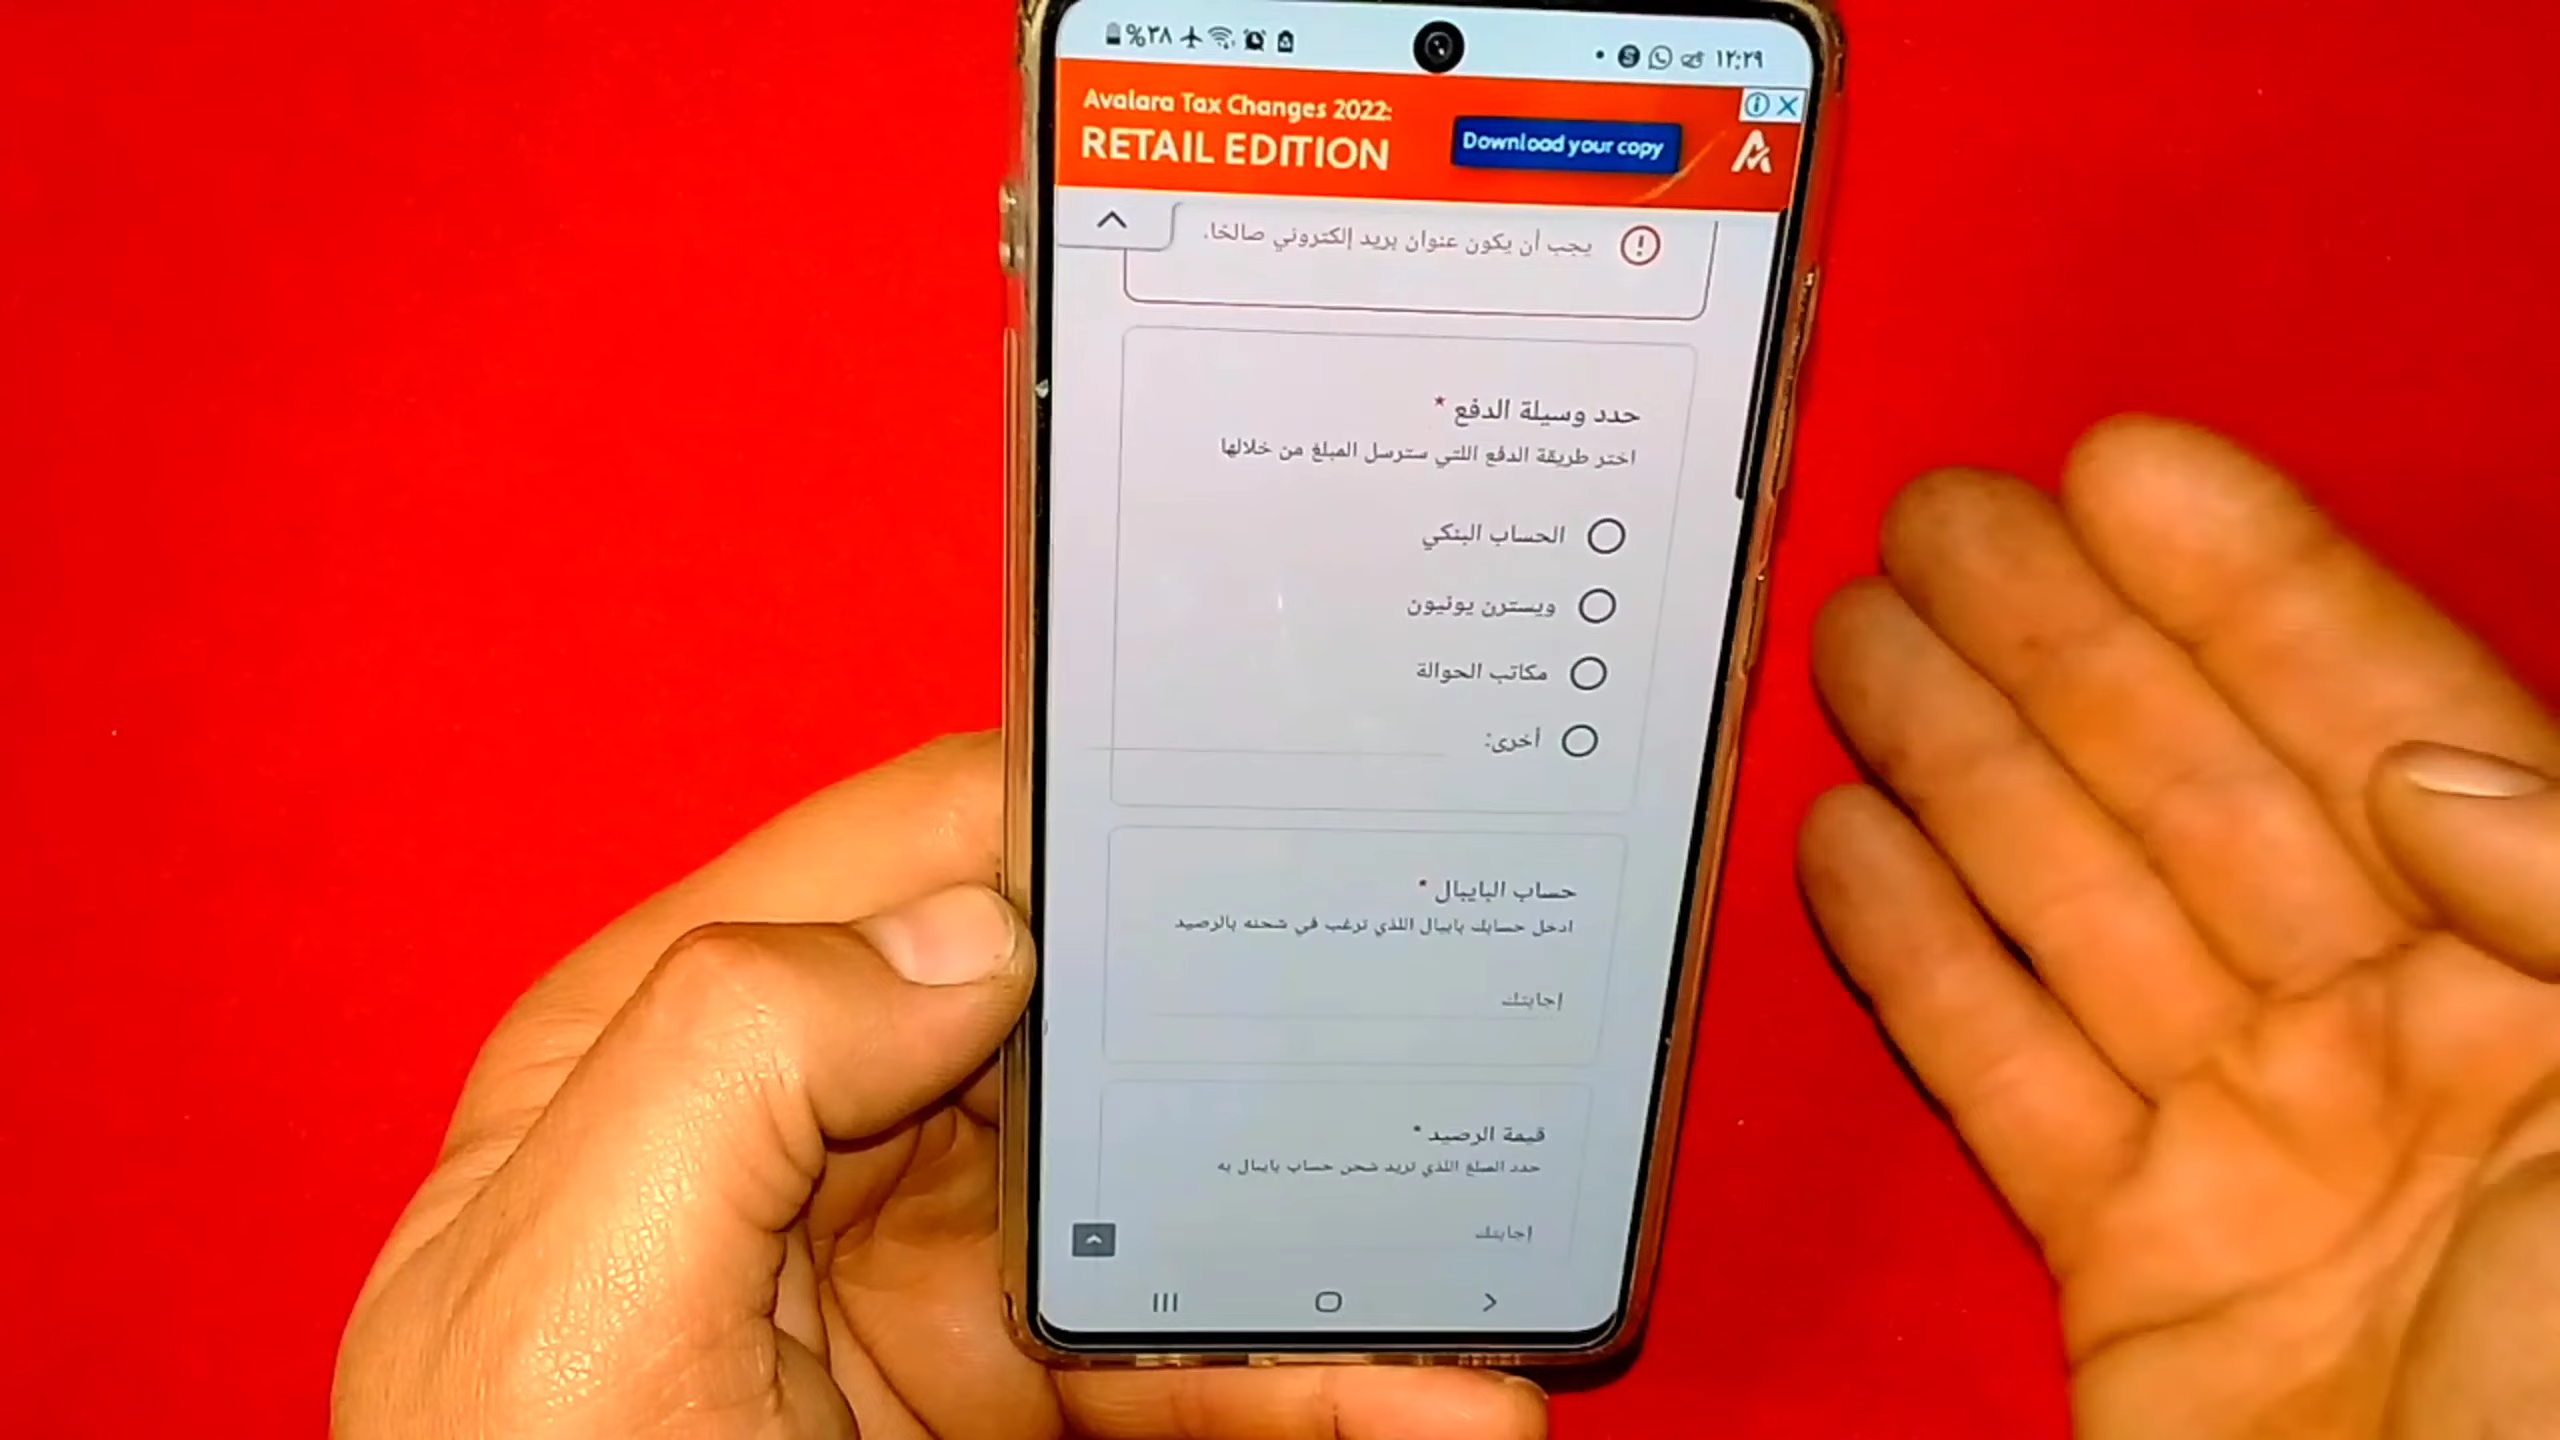 %٣٨
١٢:٢٩
Avalara Tax Changes 2022:
RETAIL EDITION
Download your copy
يجب أن يكون عنوان بريد إلكتروني صالحًا.
حدد وسيلة الدفع *
اختر طريقة الدفع اللتي سترسل المبلغ من خلالها
الحساب البنكي
ويسترن يونيون
مكاتب الحوالة
أخرى:
حساب البايبال *
ادخل حسابك بايبال اللذي ترغب في شحنه بالرصيد
إجابتك
قيمة الرصيد *
حدد المبلغ اللذي تريد شحن حساب بايبال به
إجابتك